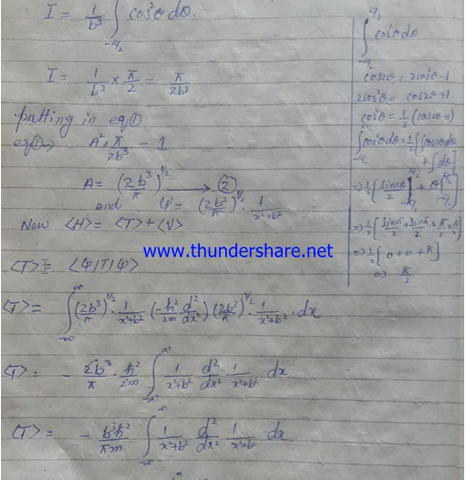 I = 1/b³ ∫_{-π/2}^{π/2} cos²θ dθ.
I = 1/b³ × π/2 = π/2b³
putting in eq①
eq①⇒ A² π/2b³ = 1
A = (2b³/π)^{1/2} ⟶ ②
and Ψ = (2b³/π)^{1/2} · 1/x²+b²
Now ⟨H⟩ = ⟨T⟩ + ⟨V⟩
www.thundershare.net
⟨T⟩ = ⟨Ψ|T|Ψ⟩
⟨T⟩ = ∫_{-∞}^{∞} (2b³/π)^{1/2} · 1/x²+b² (-ħ²/2m d²/dx²) (2b³/π)^{1/2} · 1/x²+b² · dx
⟨T⟩ = - 2b³/π · ħ²/2m ∫_{-∞}^{∞} 1/x²+b² d²/dx² 1/x²+b² dx
⟨T⟩ = - b³ħ²/πm ∫_{-∞}^{∞} 1/x²+b² d²/dx² 1/x²+b² dx
∫_{-π/2}^{π/2} cos²θ dθ
cos2θ = 2cos²θ-1
2cos²θ = cos2θ+1
cos²θ = 1/2 (cos2θ+1)
∫cos²θdθ = 1/2 [∫cos2θdθ
+ ∫dθ]
⇒ 1/2 [sin2θ/2 | + θ |]
⇒ 1/2 [sinπ/2 + sinπ/2 + π/2 + π/2]
⇒ 1/2 [0 + 0 + π]
⇒ π/2